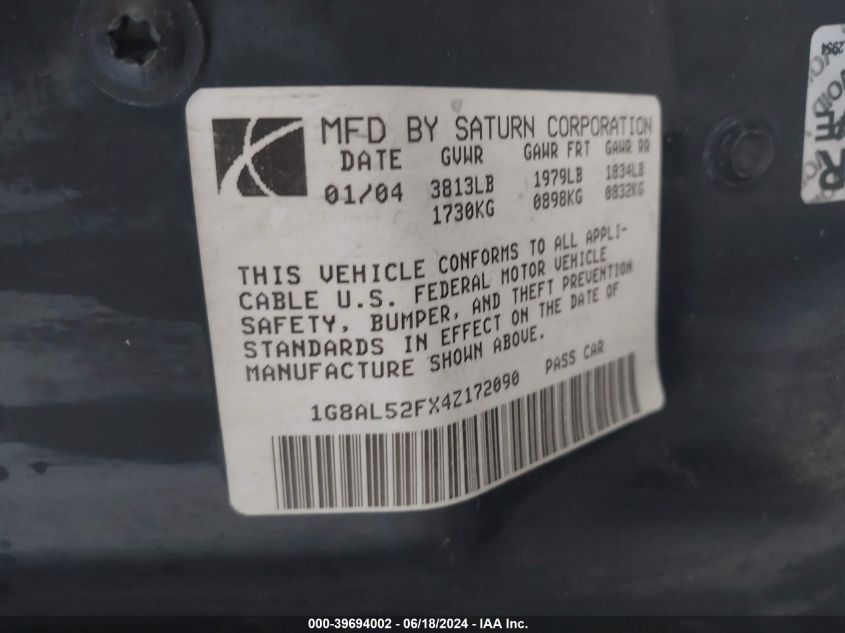 MFD BY SATURN CORPORATION
DATE GVWR GAWR FRT GAWR RR
01/04 3813LB 1979LB 1834LB
1730KG 0898KG 0832KG
THIS VEHICLE CONFORMS TO ALL APPLI-
CABLE U.S. FEDERAL MOTOR VEHICLE
SAFETY, BUMPER, AND THEFT PREVENTION
STANDARDS IN EFFECT ON THE DATE OF
MANUFACTURE SHOWN ABOVE.
1G8AL52FX4Z172090 PASS CAR
2954
VOID
000-39694002 - 06/18/2024 - IAA Inc.